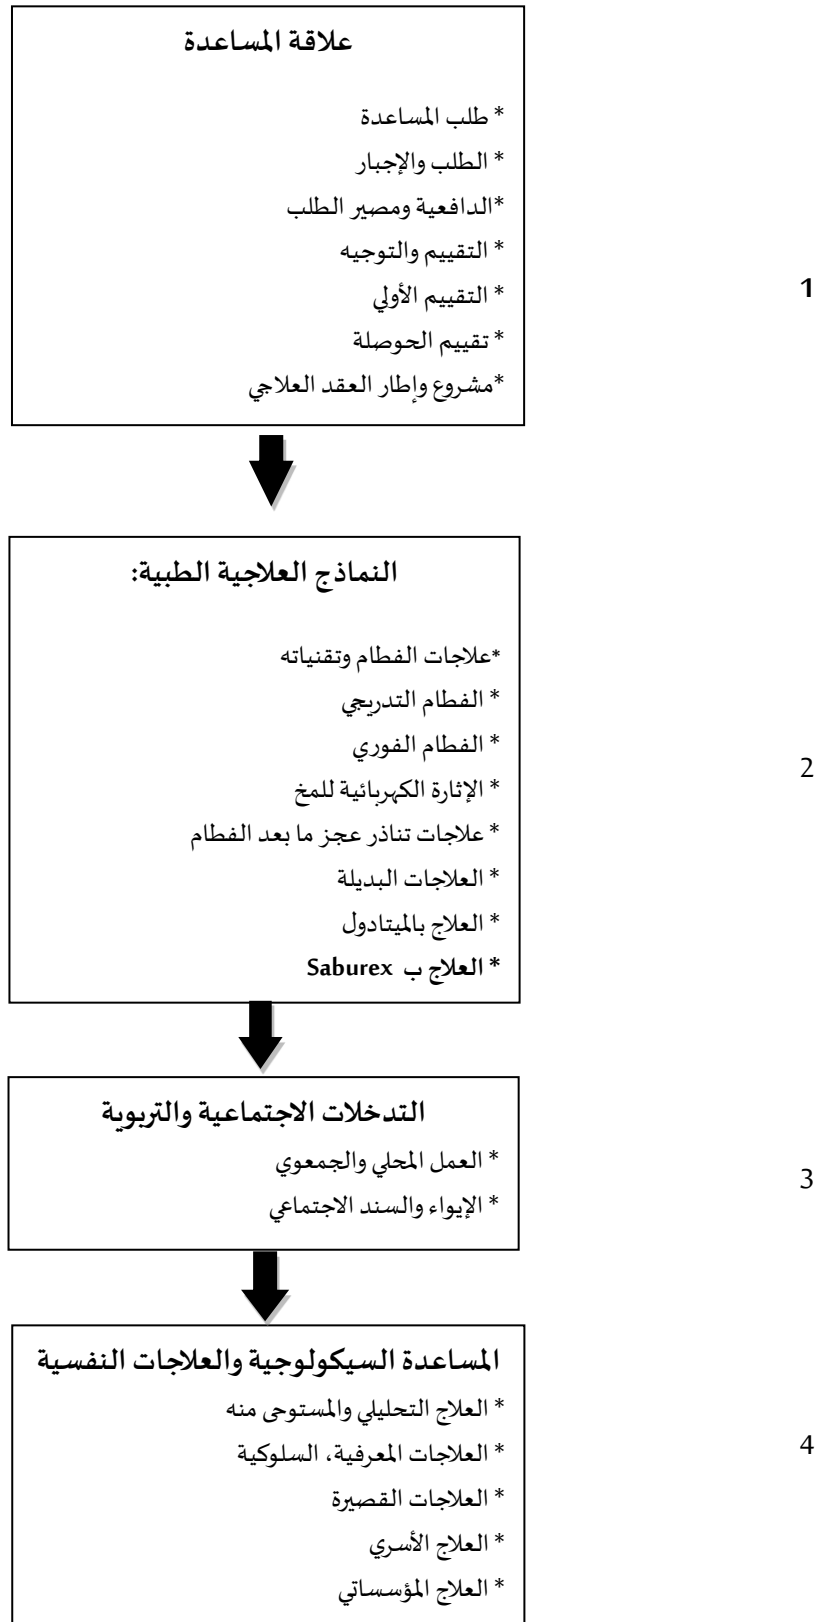 علاقة المساعدة
* طلب المساعدة
* الطلب والإجبار
*الدافعية ومصير الطلب
* التقييم والتوجيه
* التقييم الأولي
* تقييم الحوصلة
*مشروع وإطار العقد العلاجي
1
النماذج العلاجية الطبية:
*علاجات الفطام وتقنياته
* الفطام التدريجي
* الفطام الفوري
* الإثارة الكهربائية للمخ
* علاجات تناذر عجز ما بعد الفطام
* العلاجات البديلة
* العلاج بالميتادول
* العلاج ب Saburex
2
التدخلات الاجتماعية والتربوية
* العمل المحلي والجمعوي
* الإيواء والسند الاجتماعي
3
المساعدة السيكولوجية والعلاجات النفسية
* العلاج التحليلي والمستوحى منه
* العلاجات المعرفية، السلوكية
* العلاجات القصيرة
* العلاج الأسري
* العلاج المؤسساتي
4